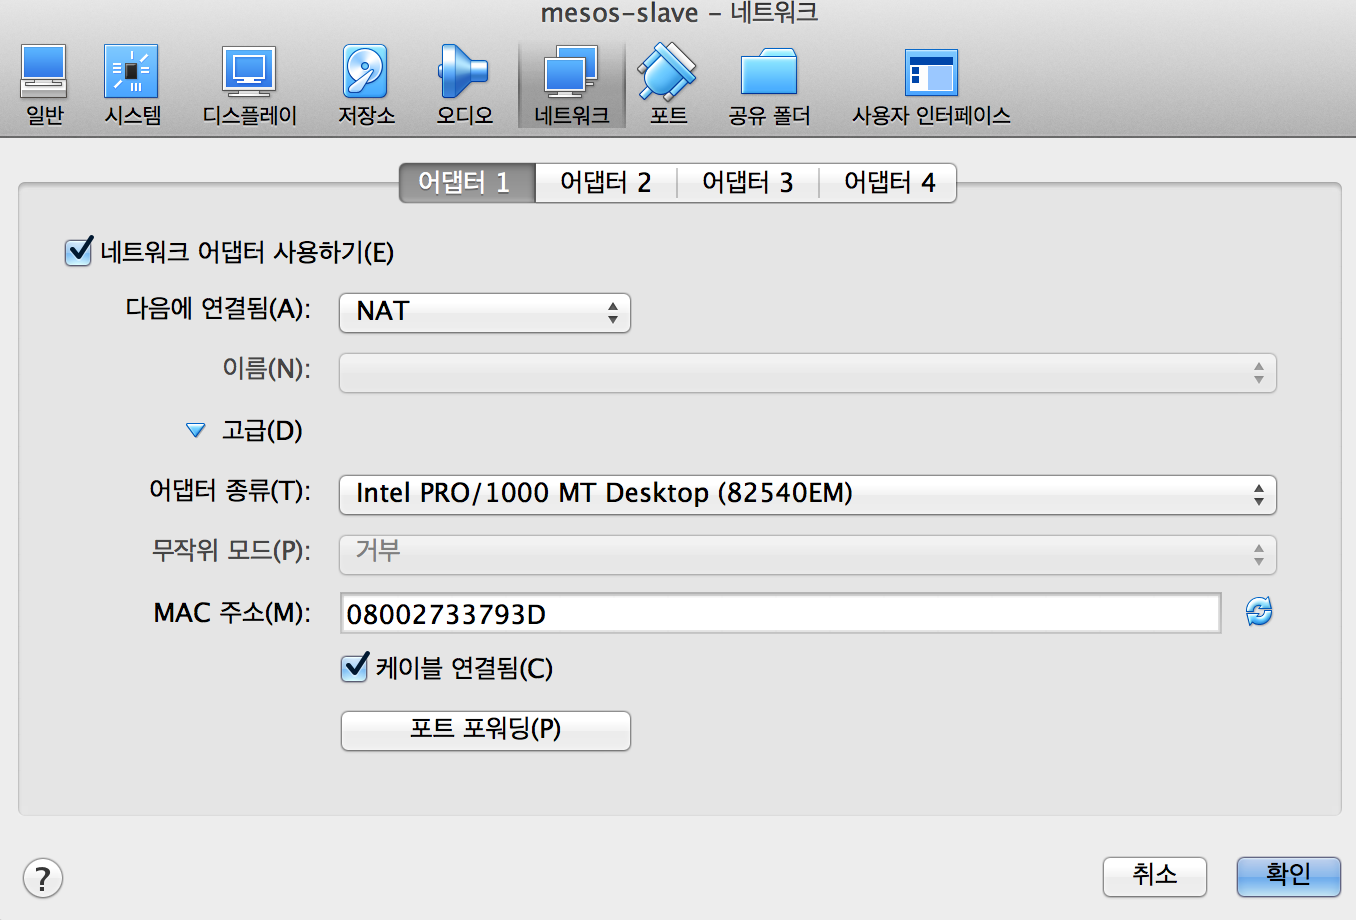 mesos-slave – 네트워크
일반 시스템 디스플레이 저장소 오디오 네트워크 포트 공유 폴더 사용자 인터페이스
어댑터 1 어댑터 2 어댑터 3 어댑터 4
네트워크 어댑터 사용하기(E)
다음에 연결됨(A): NAT
이름(N):
고급(D)
어댑터 종류(T): Intel PRO/1000 MT Desktop (82540EM)
무작위 모드(P): 거부
MAC 주소(M): 08002733793D
케이블 연결됨(C)
포트 포워딩(P)
? 취소 확인